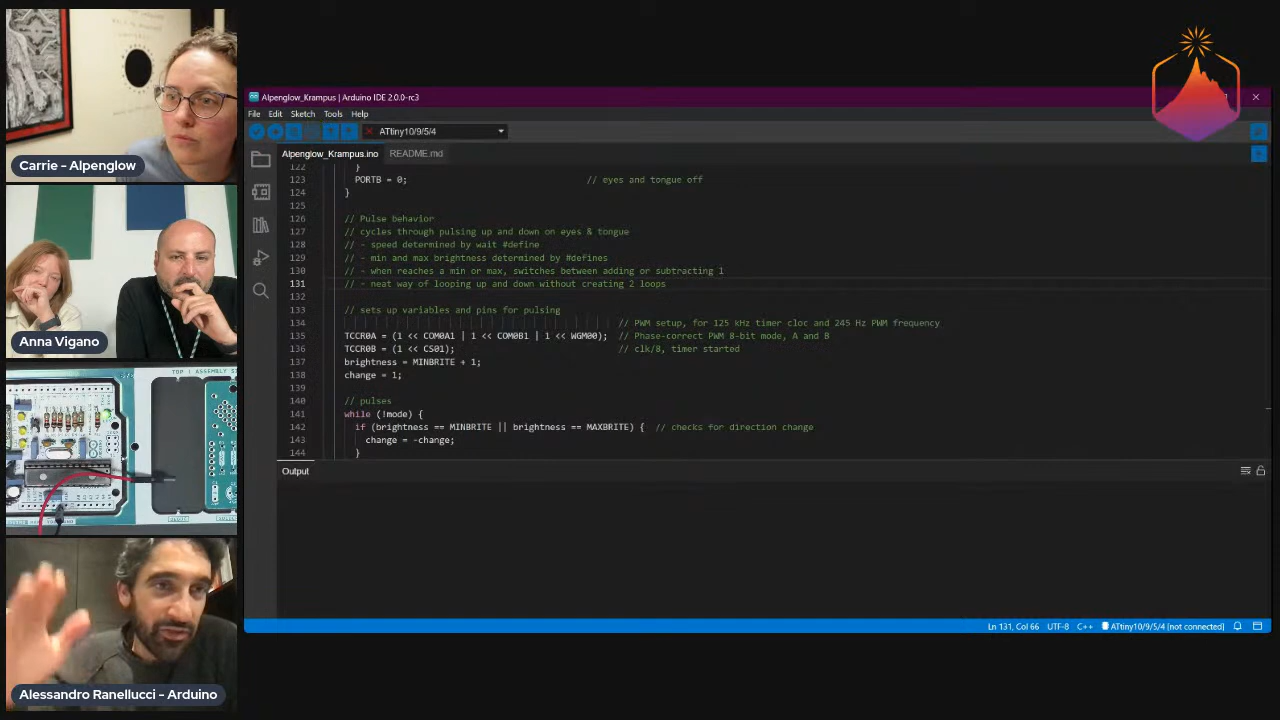 Carrie - Alpenglow
Anna Vigano
Alessandro Ranellucci - Arduino
Alpenglow_Krampus | Arduino IDE 2.0.0-rc3
File Edit Sketch Tools Help
ATtiny10/9/5/4
Alpenglow_Krampus.ino README.md
122 }
123 PORTB = 0; // eyes and tongue off
124 }
125
126 // Pulse behavior
127 // cycles through pulsing up and down on eyes & tongue
128 // - speed determined by wait #define
129 // - min and max brightness determined by #defines
130 // - when reaches a min or max, switches between adding or subtracting 1
131 // - neat way of looping up and down without creating 2 loops
132
133 // sets up variables and pins for pulsing
134 // PWM setup, for 125 kHz timer cloc and 245 Hz PWM frequency
135 TCCR0A = (1 << COM0A1 | 1 << COM0B1 | 1 << WGM00); // Phase-correct PWM 8-bit mode, A and B
136 TCCR0B = (1 << CS01); // clk/8, timer started
137 brightness = MINBRITE + 1;
138 change = 1;
139
140 // pulses
141 while (!mode) {
142 if (brightness == MINBRITE || brightness == MAXBRITE) { // checks for direction change
143 change = -change;
144 }
Output
Ln 131, Col 66 UTF-8 C++ ATtiny10/9/5/4 [not connected]